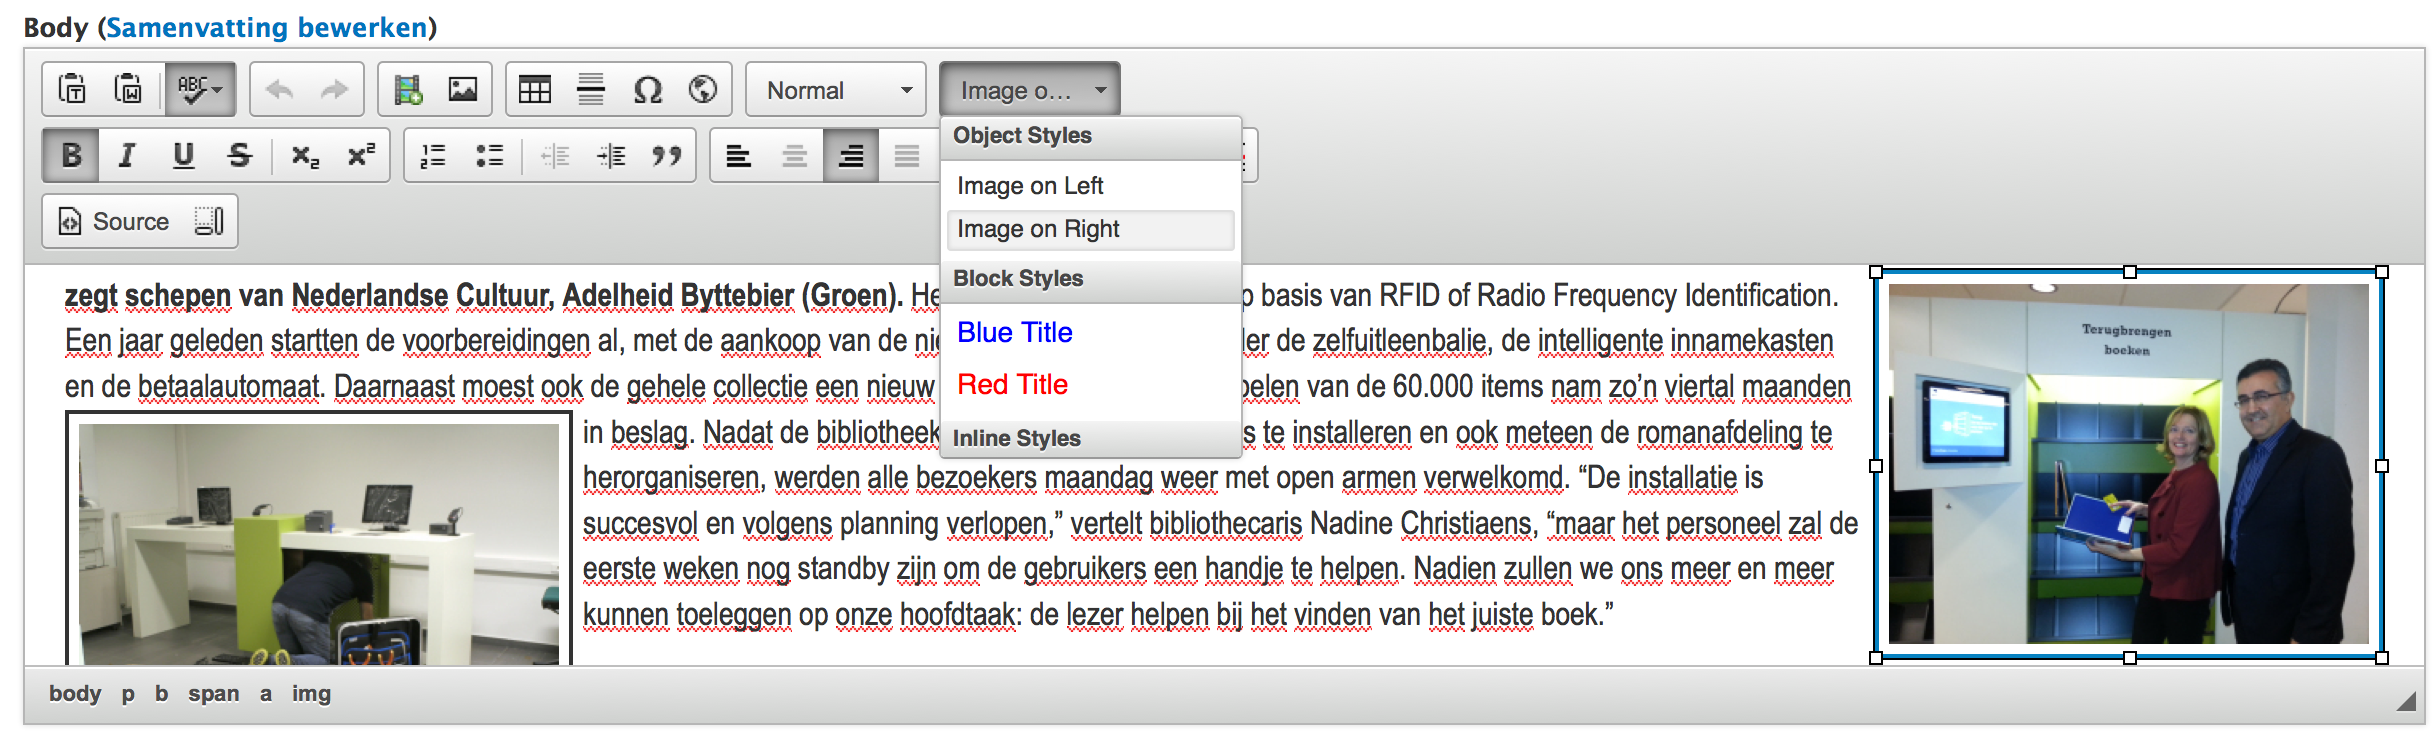 Body (Samenvatting bewerken)
ABC
Normal
Image o...
B I U S x₂ x²
Source
Object Styles
Image on Left
Image on Right
Block Styles
Blue Title
Red Title
Inline Styles
zegt schepen van Nederlandse Cultuur, Adelheid Byttebier (Groen). basis van RFID of Radio Frequency Identification.
Een jaar geleden startten de voorbereidingen al, met de aankoop van de de zelfuitleenbalie, de intelligente innamekasten
en de betaalautomaat. Daarnaast moest ook de gehele collectie een nieuw van de 60.000 items nam zo’n viertal maanden
in beslag. Nadat de bibliotheek te installeren en ook meteen de romanafdeling te
herorganiseren, werden alle bezoekers maandag weer met open armen verwelkomd. “De installatie is
succesvol en volgens planning verlopen,” vertelt bibliothecaris Nadine Christiaens, “maar het personeel zal de
eerste weken nog standby zijn om de gebruikers een handje te helpen. Nadien zullen we ons meer en meer
kunnen toeleggen op onze hoofdtaak: de lezer helpen bij het vinden van het juiste boek.”
Terugbrengen
boeken
body p b span a img